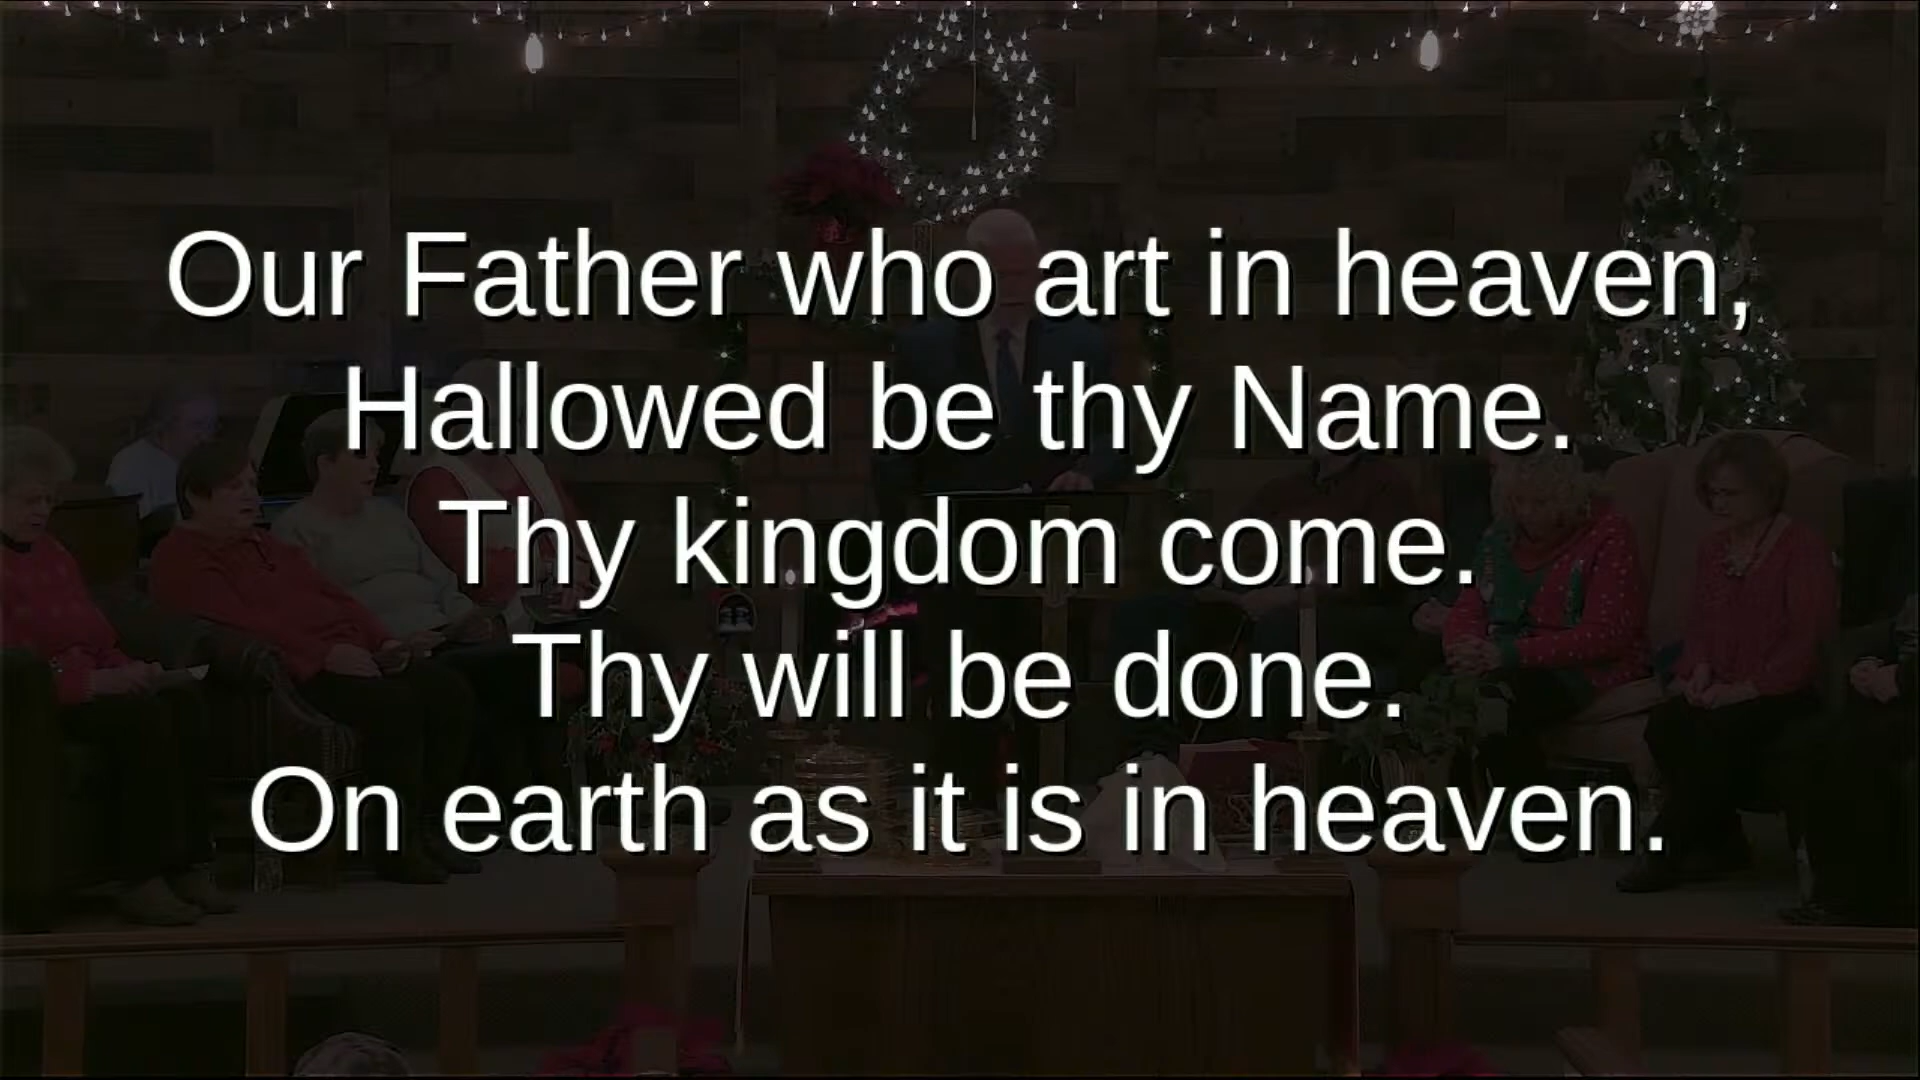 Our Father who art in heaven,
Hallowed be thy Name.
Thy kingdom come.
Thy will be done.
On earth as it is in heaven.